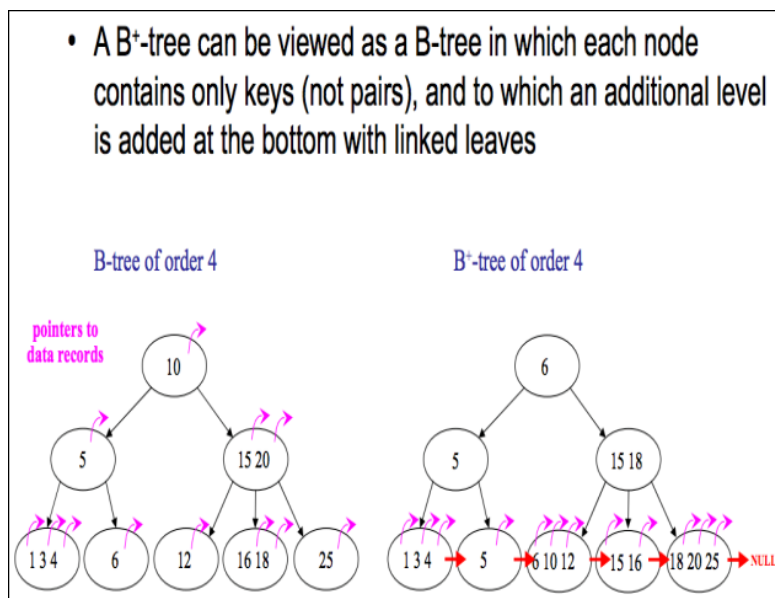 • A B⁺-tree can be viewed as a B-tree in which each node
contains only keys (not pairs), and to which an additional level
is added at the bottom with linked leaves
B-tree of order 4
B⁺-tree of order 4
pointers to
data records
10
6
5
15 20
5
15 18
1 3 4
6
12
16 18
25
1 3 4
5
6 10 12
15 16
18 20 25
NULL